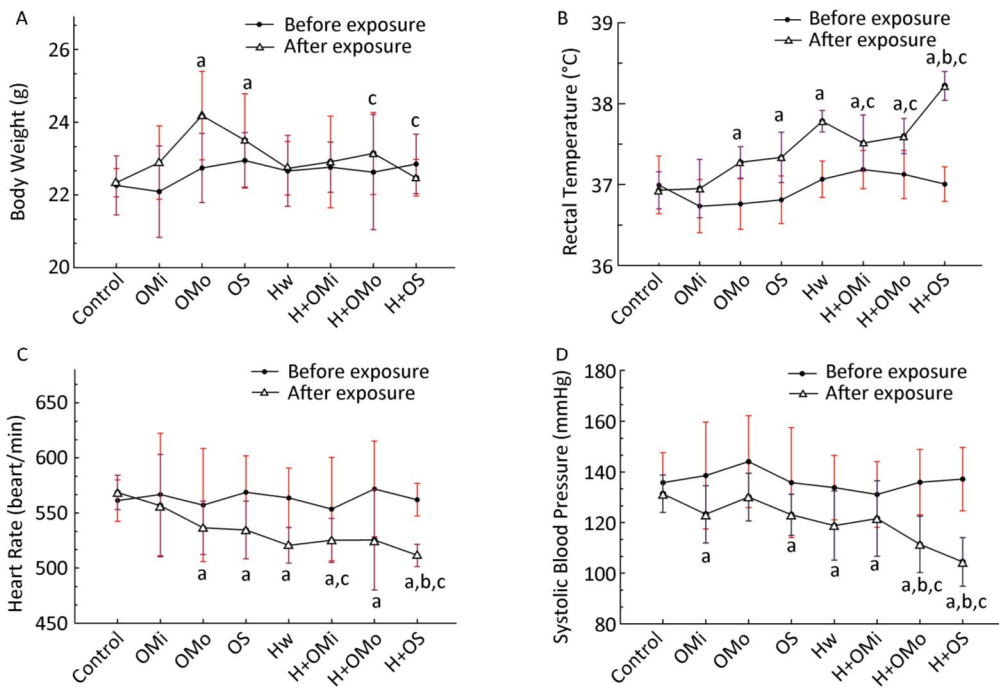 A
Before exposure
After exposure
Body Weight (g)
26
24
22
20
a
a
c
c
Control
OMi
OMo
OS
Hw
H+OMi
H+OMo
H+OS
B
Before exposure
After exposure
Rectal Temperature (°C)
39
38
37
36
a
a
a
a,c
a,c
a,b,c
Control
OMi
OMo
OS
Hw
H+OMi
H+OMo
H+OS
C
Before exposure
After exposure
Heart Rate (beart/min)
650
600
550
500
450
a
a
a
a,c
a
a,b,c
Control
OMi
OMo
OS
Hw
H+OMi
H+OMo
H+OS
D
Before exposure
After exposure
Systolic Blood Pressure (mmHg)
180
160
140
120
100
80
a
a
a
a
a,b,c
a,b,c
Control
OMi
OMo
OS
Hw
H+OMi
H+OMo
H+OS